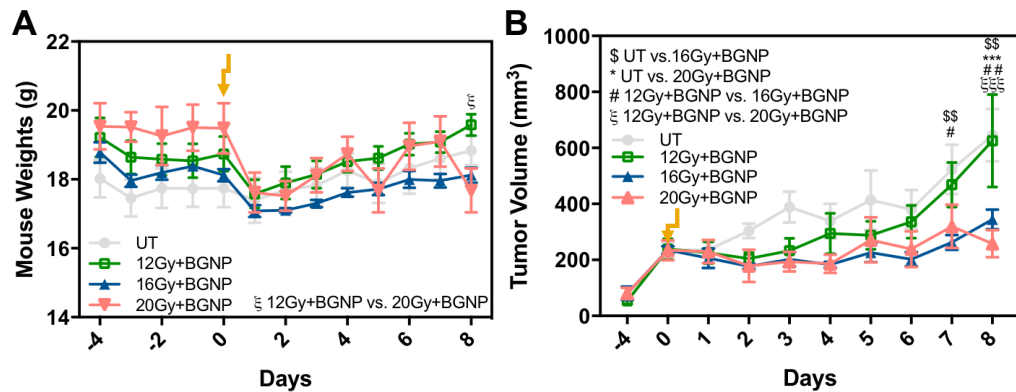 A
Mouse Weights (g)
22
20
18
16
14
ξ
UT
12Gy+BGNP
16Gy+BGNP
20Gy+BGNP
ξ 12Gy+BGNP vs. 20Gy+BGNP
-4
-2
0
2
4
6
8
Days
B
Tumor Volume (mm³)
1000
800
600
400
200
0
$ UT vs.16Gy+BGNP
* UT vs. 20Gy+BGNP
# 12Gy+BGNP vs. 16Gy+BGNP
ξ 12Gy+BGNP vs. 20Gy+BGNP
UT
12Gy+BGNP
16Gy+BGNP
20Gy+BGNP
$$
#
$$
***
##
ξξξ
-4
0
1
2
3
4
5
6
7
8
Days